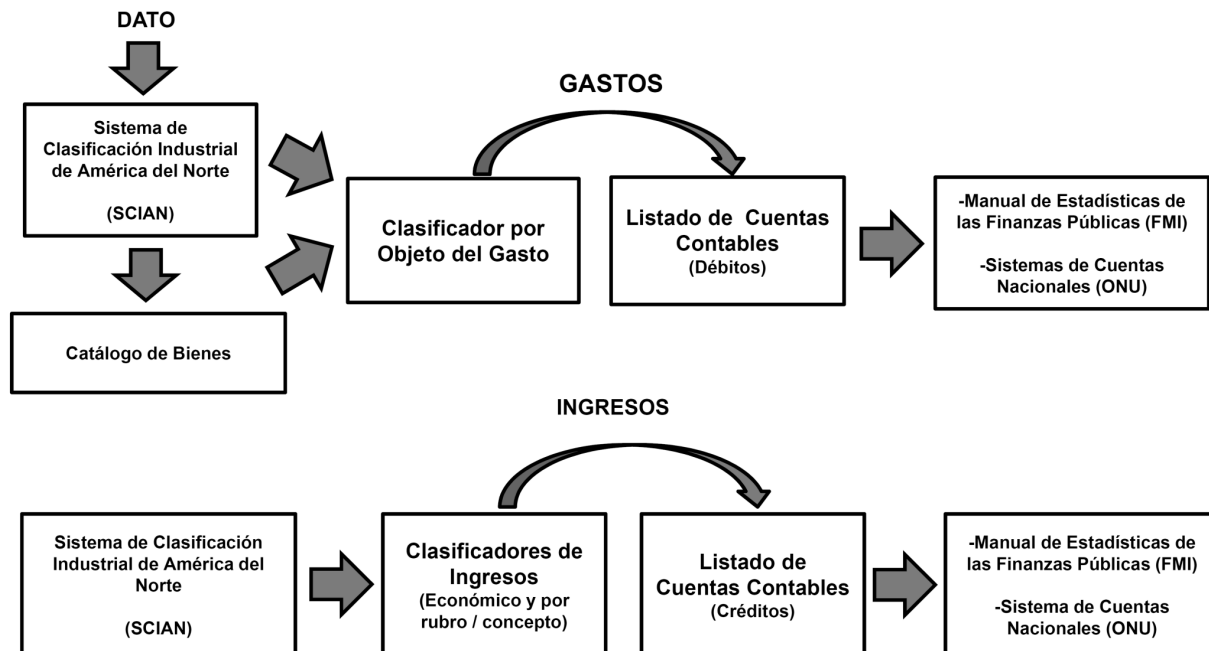 DATO
Sistema de
Clasificación Industrial
de América del Norte
(SCIAN)
Catálogo de Bienes
GASTOS
Clasificador por
Objeto del Gasto
Listado de Cuentas
Contables
(Débitos)
-Manual de Estadísticas de
las Finanzas Públicas (FMI)
-Sistemas de Cuentas
Nacionales (ONU)
INGRESOS
Sistema de Clasificación
Industrial de América del
Norte
(SCIAN)
Clasificadores de
Ingresos
(Económico y por
rubro / concepto)
Listado de
Cuentas Contables
(Créditos)
-Manual de Estadísticas de
las Finanzas Públicas (FMI)
-Sistema de Cuentas
Nacionales (ONU)